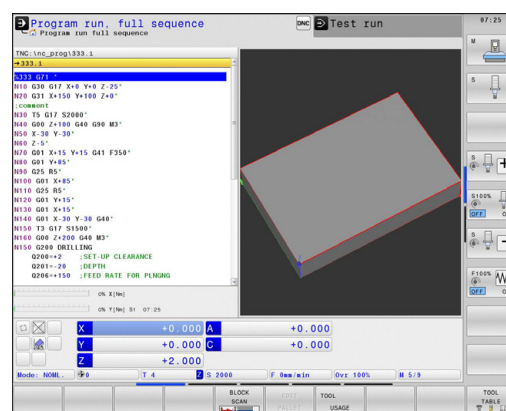 Program run, full sequence
Program run full sequence
DNC
Test run
07:25
TNC:\nc_prog\333.i
→333.i
%333 G71 *
N10 G30 G17 X+0 Y+0 Z-25*
N20 G31 X+150 Y+100 Z+0*
;comment
N30 T5 G17 S2000*
N40 G00 Z+100 G40 G90 M3*
N50 X-30 Y-30*
N60 Z-5*
N70 G01 X+15 Y+15 G41 F350*
N80 G01 Y+85*
N90 G25 R5*
N100 G01 X+85*
N110 G25 R5*
N120 G01 Y+15*
N130 G01 X+15*
N140 G01 X-30 Y-30 G40*
N150 T3 G17 S1500*
N160 G00 Z+200 G40 M3*
N150 G200 DRILLING
Q200=+2 ;SET-UP CLEARANCE
Q201=-20 ;DEPTH
Q206=+150 ;FEED RATE FOR PLNGNG
0% X[Nm]
0% Y[Nm] S1 07:25
X +0.000 A +0.000
Y +0.000 C +0.000
Z +2.000
Mode: NOML. 0 T 4 Z S 2000 F 0mm/min Ovr 100% M 5/9
M
S
S
S100%
OFF
S
F100%
OFF
BLOCK
SCAN
EDIT
PALLET
TOOL
USAGE
TOOL
TABLE